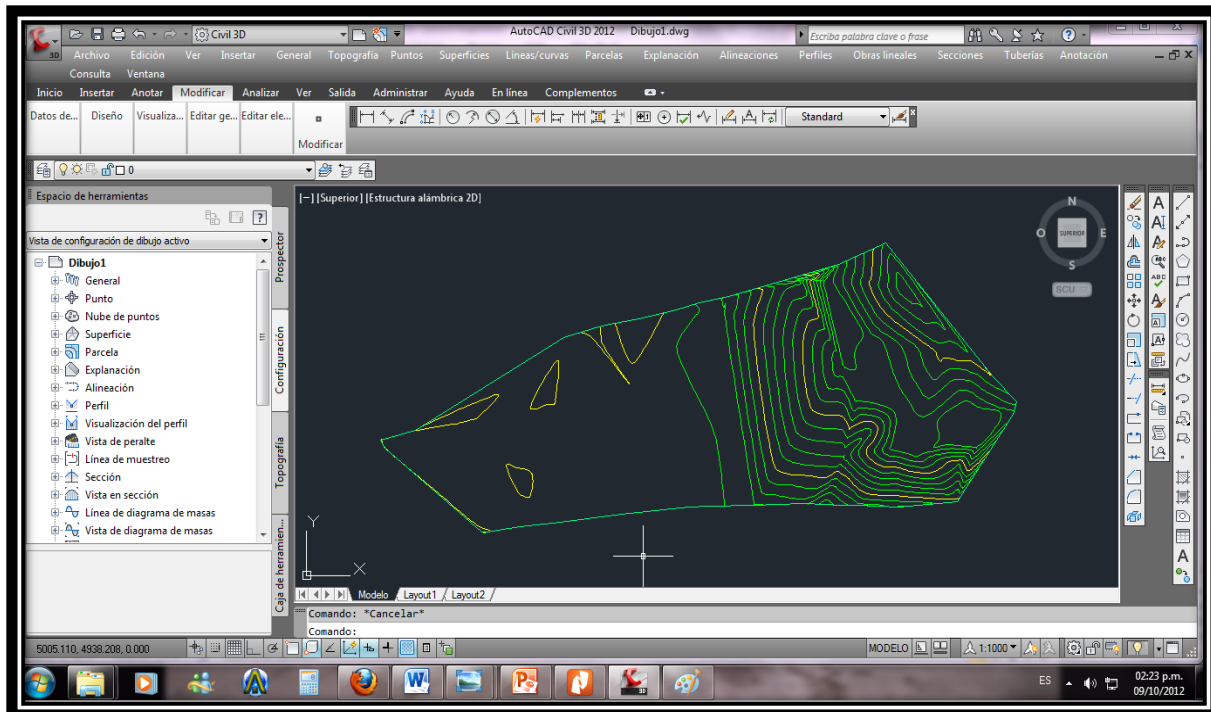 Civil 3D
AutoCAD Civil 3D 2012 Dibujo1.dwg
Escriba palabra clave o frase
3D
Archivo Edición Ver Insertar General Topografía Puntos Superficies Líneas/curvas Parcelas Explanación Alineaciones Perfiles Obras lineales Secciones Tuberías Anotación
Consulta Ventana
Inicio Insertar Anotar Modificar Analizar Ver Salida Administrar Ayuda En línea Complementos
Datos de... Diseño Visualiza... Editar ge... Editar ele...
Standard
Modificar
0
Espacio de herramientas
[−] [Superior] [Estructura alámbrica 2D]
Vista de configuración de dibujo activo
Dibujo1
General
Punto
Nube de puntos
Superficie
Parcela
Explanación
Alineación
Perfil
Visualización del perfil
Vista de peralte
Línea de muestreo
Sección
Vista en sección
Línea de diagrama de masas
Vista de diagrama de masas
Prospector
Configuración
Topografía
Caja de herramien...
N
O SUPERIOR E
S
SCU
Y
X
Modelo Layout1 Layout2
Comando: *Cancelar*
Comando:
5005.110, 4938.208, 0.000
MODELO
1:1000
ES
02:23 p.m.
09/10/2012